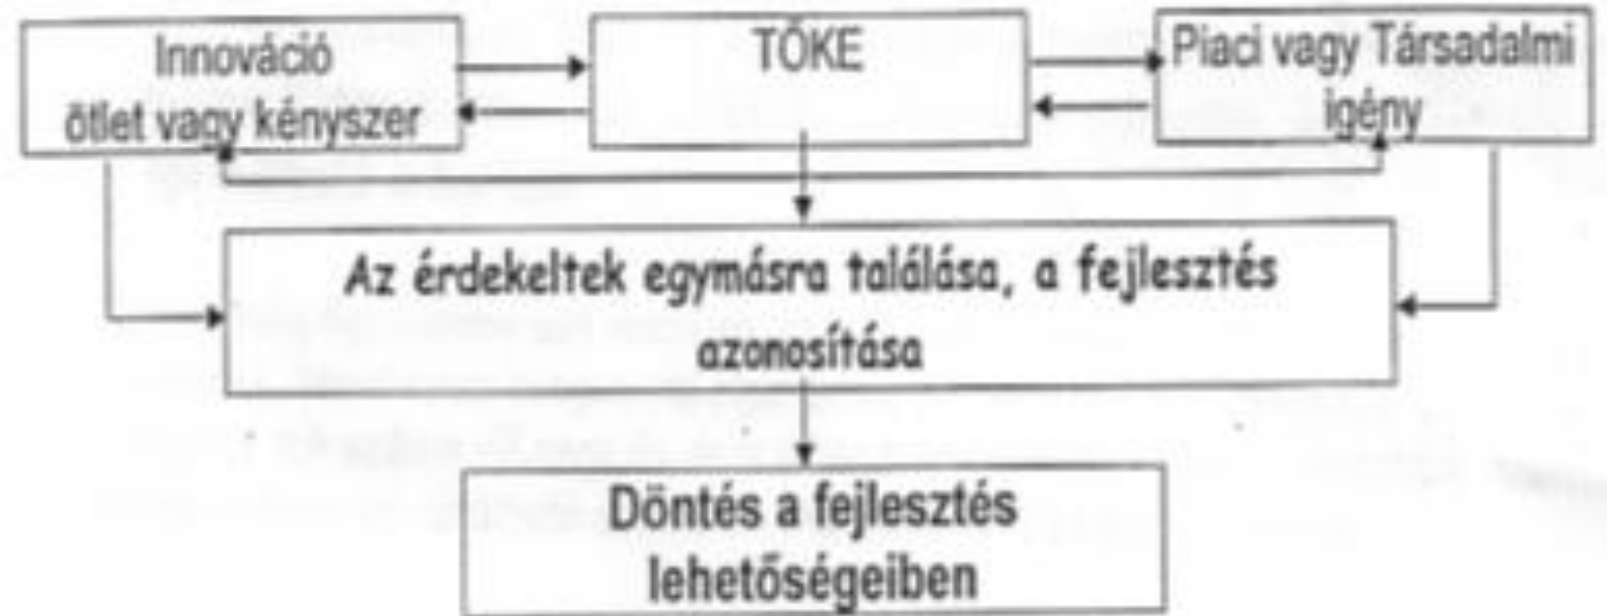 Innováció
ötlet vagy kényszer
TŐKE
Piaci vagy Társadalmi
igény
Az érdekeltek egymásra találása, a fejlesztés
azonosítása
Döntés a fejlesztés
lehetőségeiben